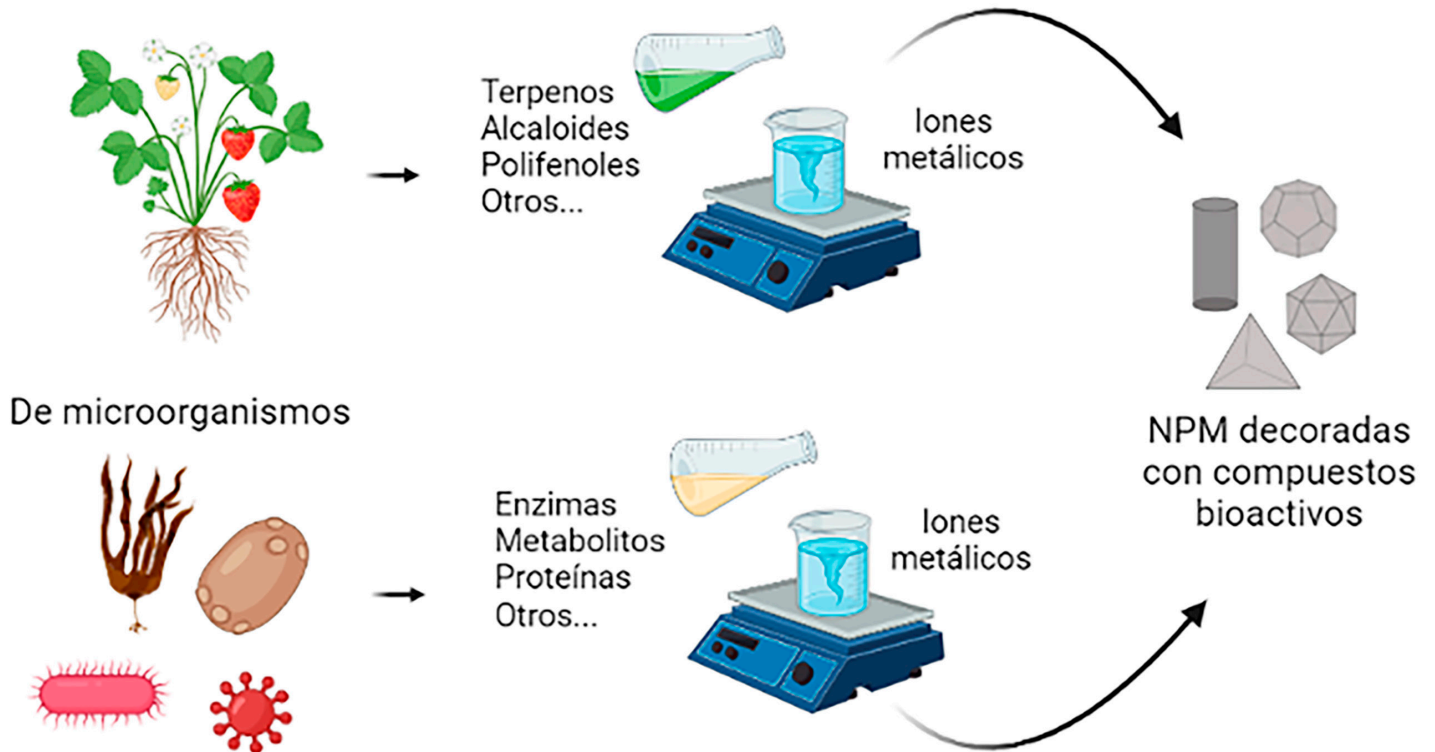 Terpenos
Alcaloides
Polifenoles
Otros...
Iones
metálicos
De microorganismos
Enzimas
Metabolitos
Proteínas
Otros...
Iones
metálicos
NPM decoradas
con compuestos
bioactivos